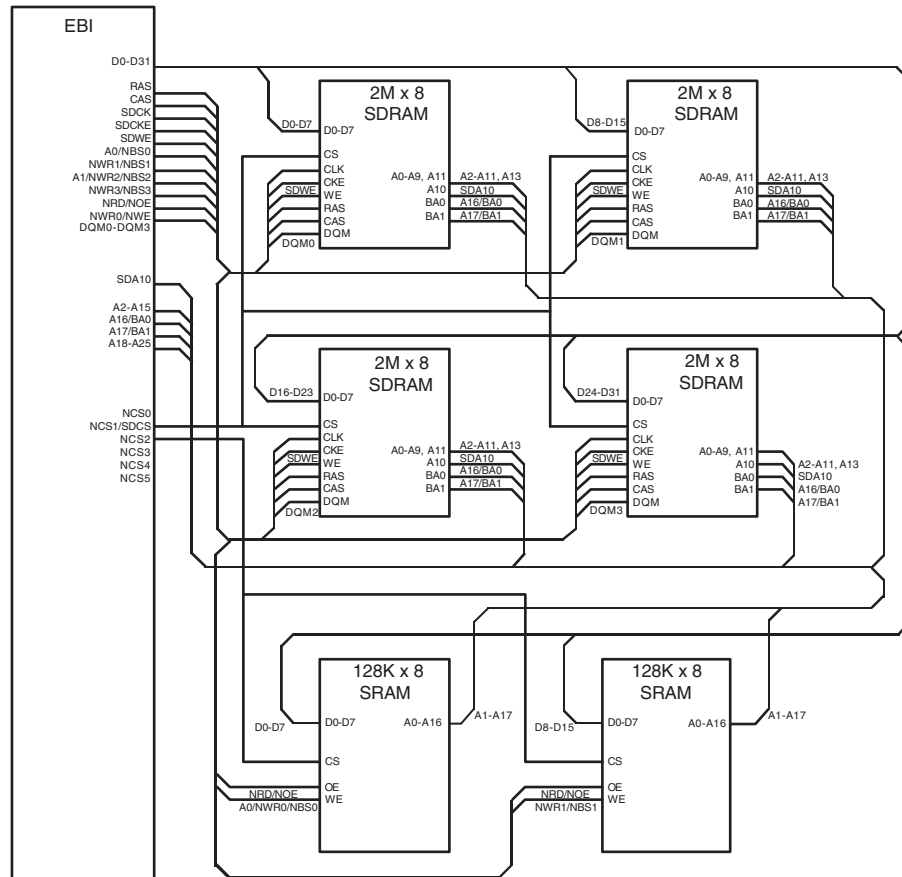 EBI
D0-D31
RAS
CAS
SDCK
SDCKE
SDWE
A0/NBS0
NWR1/NBS1
A1/NWR2/NBS2
NWR3/NBS3
NRD/NOE
NWR0/NWE
DQM0-DQM3
SDA10
A2-A15
A16/BA0
A17/BA1
A18-A25
NCS0
NCS1/SDCS
NCS2
NCS3
NCS4
NCS5
2M x 8
SDRAM
D0-D7
D0-D7
CS
CLK
CKE
SDWE
WE
RAS
CAS
DQM
DQM0
A0-A9, A11
A10
BA0
BA1
A2-A11, A13
SDA10
A16/BA0
A17/BA1
2M x 8
SDRAM
D8-D15
D0-D7
CS
CLK
CKE
SDWE
WE
RAS
CAS
DQM
DQM1
A0-A9, A11
A10
BA0
BA1
A2-A11, A13
SDA10
A16/BA0
A17/BA1
2M x 8
SDRAM
D16-D23
D0-D7
CS
CLK
CKE
SDWE
WE
RAS
CAS
DQM
DQM2
A0-A9, A11
A10
BA0
BA1
A2-A11, A13
SDA10
A16/BA0
A17/BA1
2M x 8
SDRAM
D24-D31
D0-D7
CS
CLK
CKE
SDWE
WE
RAS
CAS
DQM
DQM3
A0-A9, A11
A10
BA0
BA1
A2-A11, A13
SDA10
A16/BA0
A17/BA1
128K x 8
SRAM
D0-D7
D0-D7
A0-A16
A1-A17
CS
OE
NRD/NOE
WE
A0/NWR0/NBS0
128K x 8
SRAM
D8-D15
D0-D7
A0-A16
A1-A17
CS
OE
NRD/NOE
WE
NWR1/NBS1